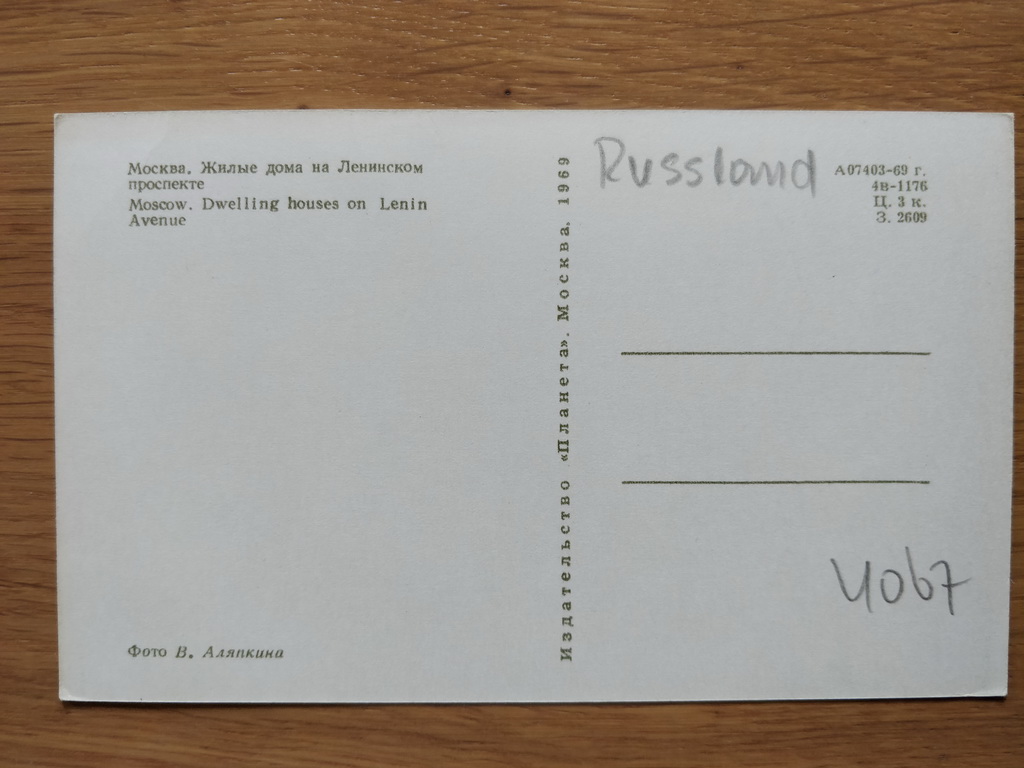 Москва. Жилые дома на Ленинском
проспекте
Moscow. Dwelling houses on Lenin
Avenue
Фото В. Аляпкина
Издательство «Планета». Москва. 1969
Russland
А07403-69 г.
4в-1176
Ц. 3 к.
З. 2609
4067